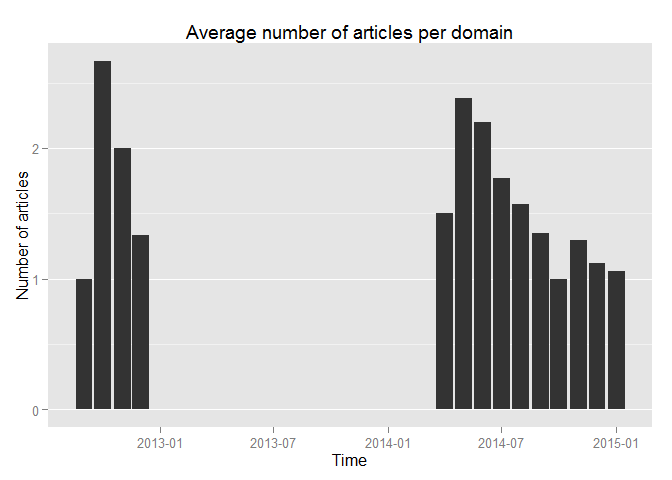 Average number of articles per domain
Number of articles
2
1
0
2013-01 2013-07 2014-01 2014-07 2015-01
Time